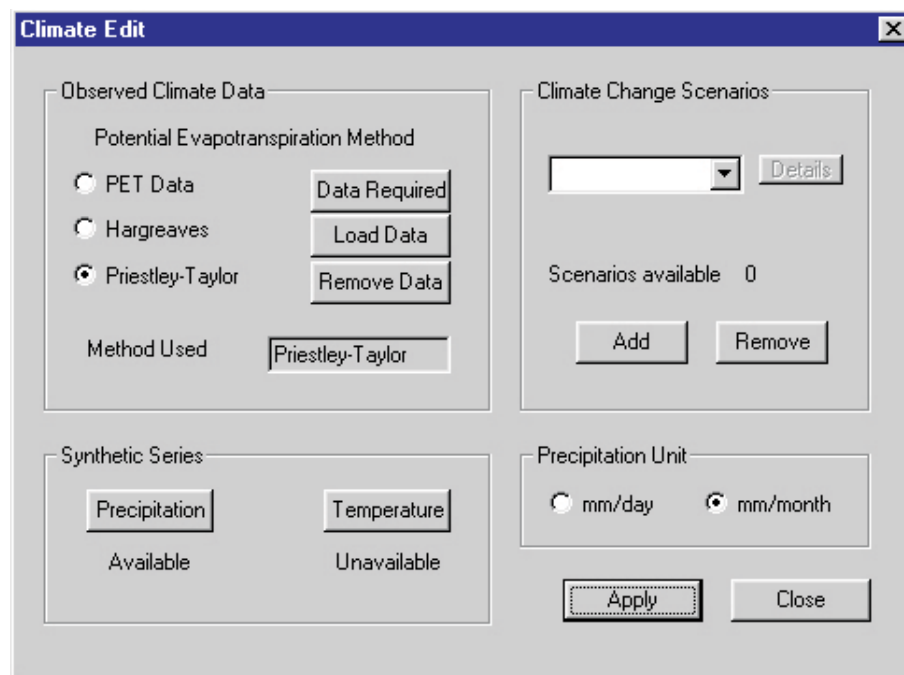 Climate Edit
Observed Climate Data
Potential Evapotranspiration Method
PET Data
Data Required
Hargreaves
Load Data
Priestley-Taylor
Remove Data
Method Used
Priestley-Taylor
Climate Change Scenarios
Details
Scenarios available 0
Add
Remove
Synthetic Series
Precipitation
Temperature
Available
Unavailable
Precipitation Unit
mm/day
mm/month
Apply
Close